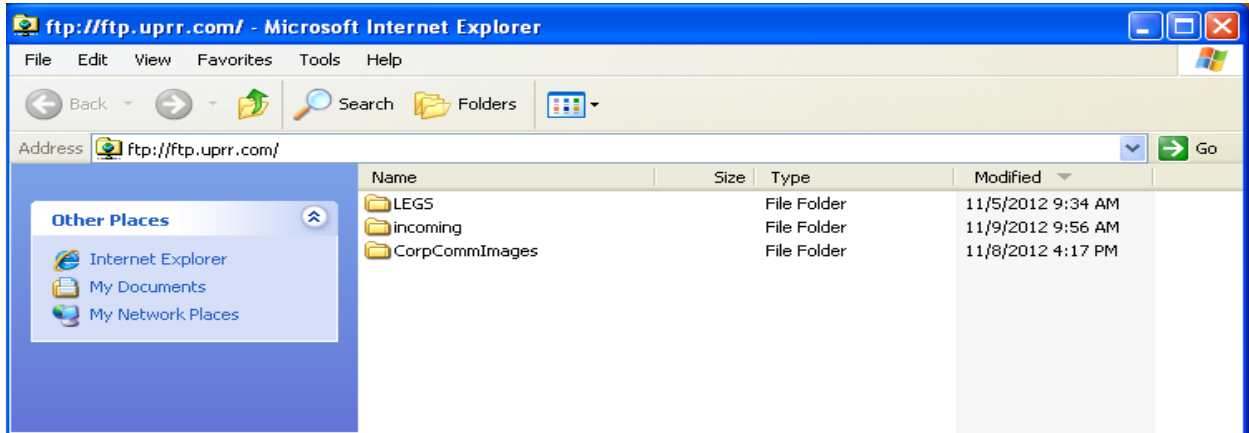 ftp://ftp.uprr.com/ - Microsoft Internet Explorer
File Edit View Favorites Tools Help
Back Search Folders
Address ftp://ftp.uprr.com/ Go
Name Size Type Modified
Other Places
Internet Explorer
My Documents
My Network Places
LEGS File Folder 11/5/2012 9:34 AM
incoming File Folder 11/9/2012 9:56 AM
CorpCommImages File Folder 11/8/2012 4:17 PM